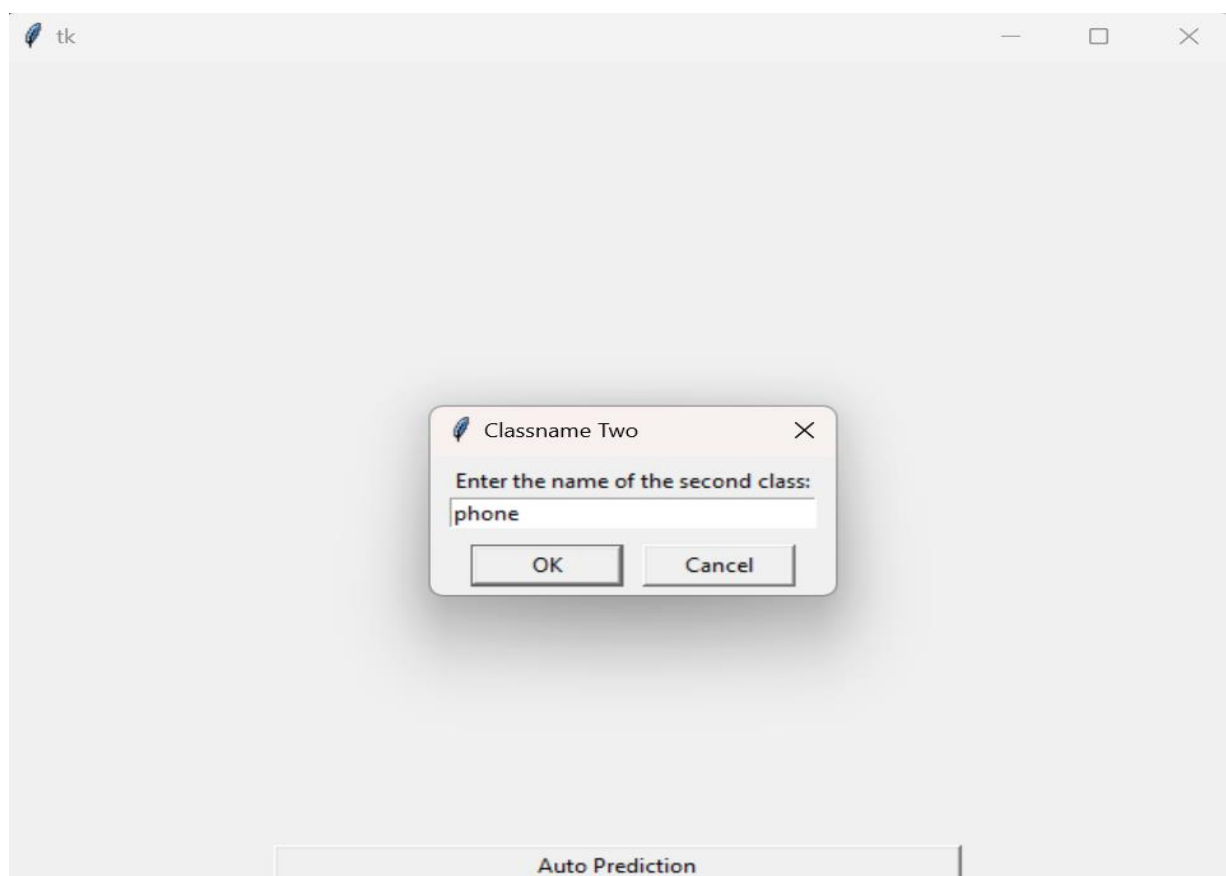 tk
Classname Two
Enter the name of the second class:
phone
OK Cancel
Auto Prediction